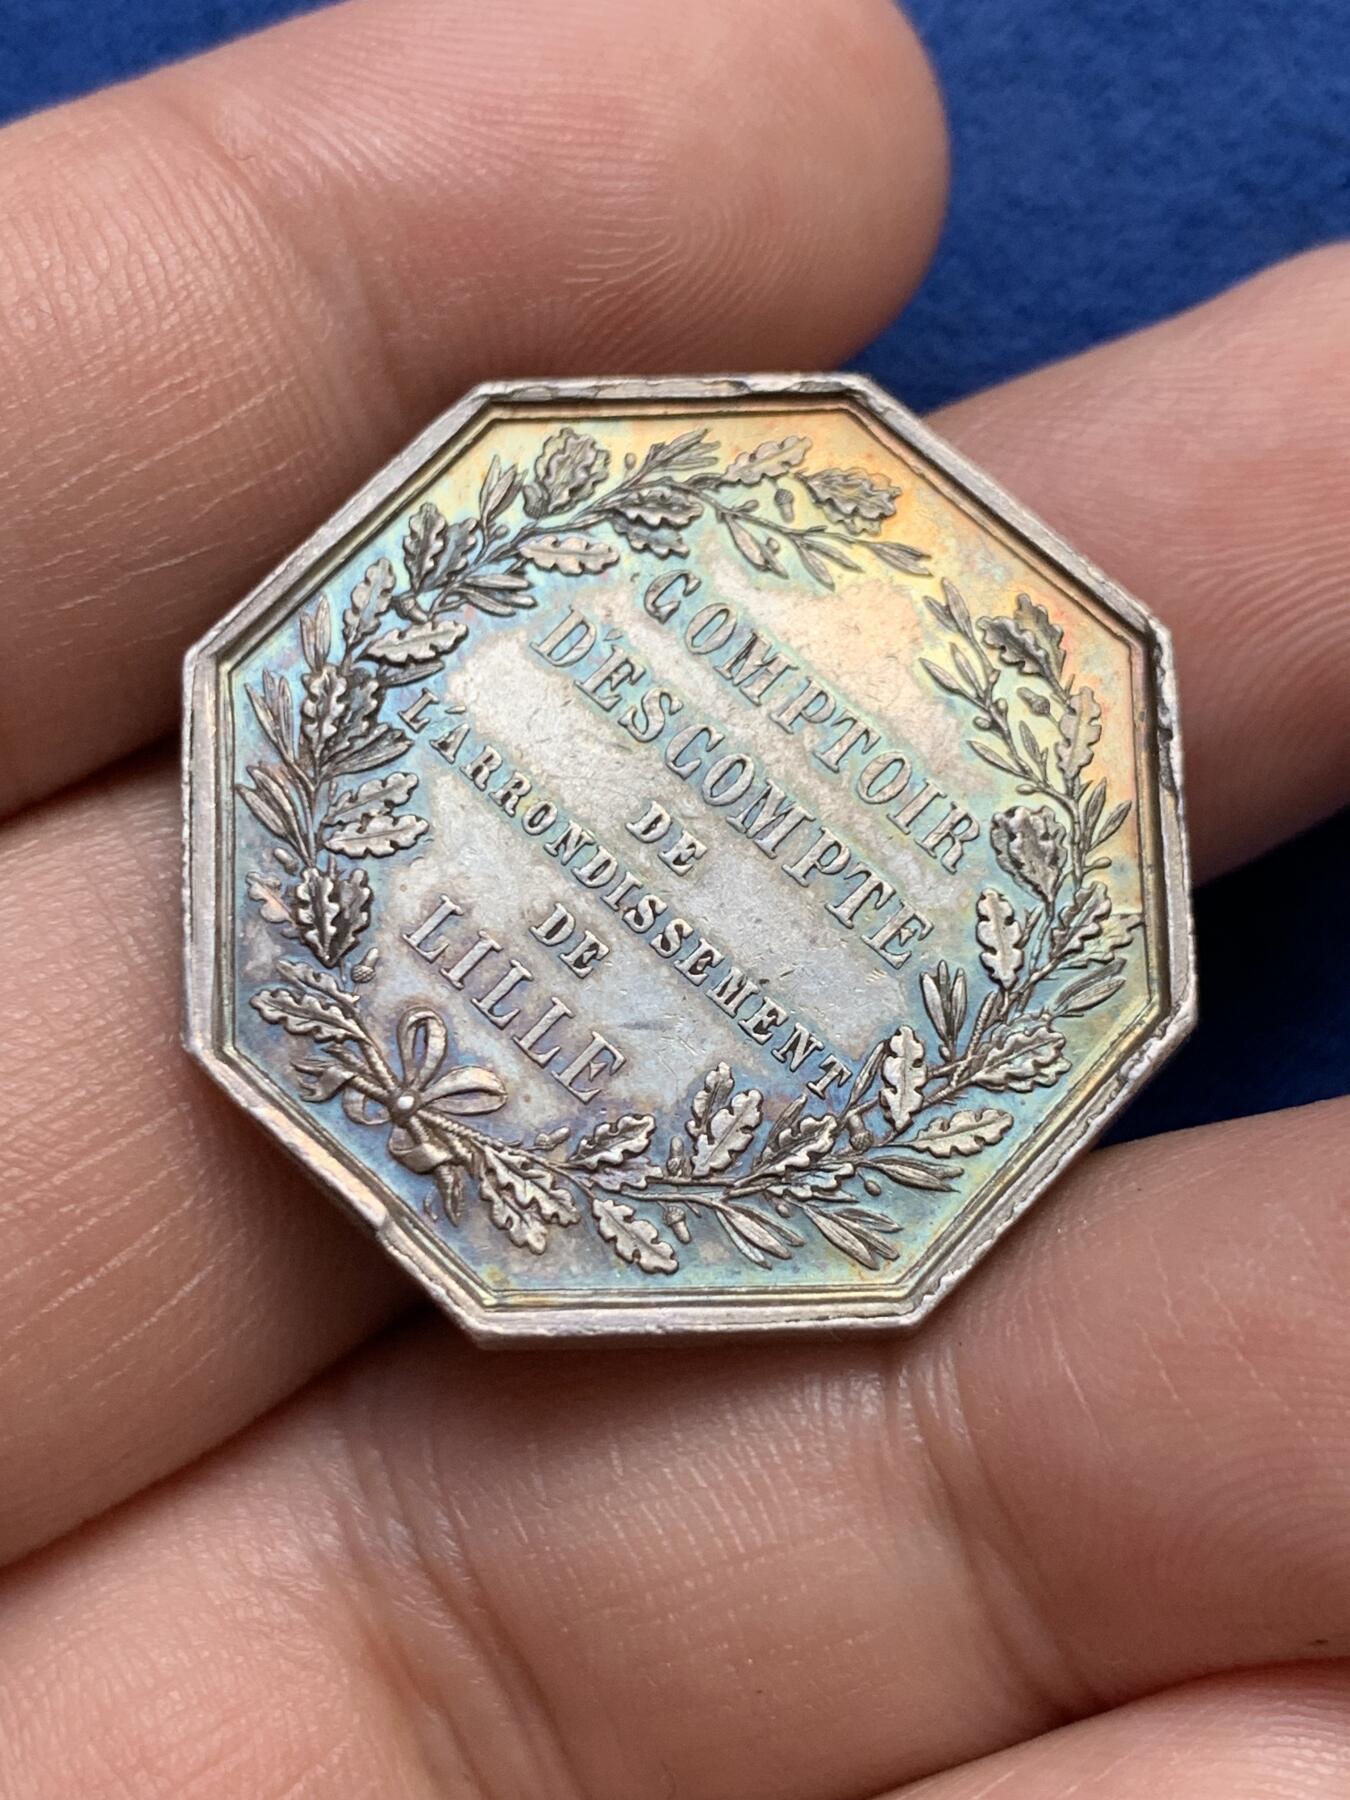 COMPTOIR
D'ESCOMPTE
DE
L'ARRONDISSEMENT
DE
LILLE